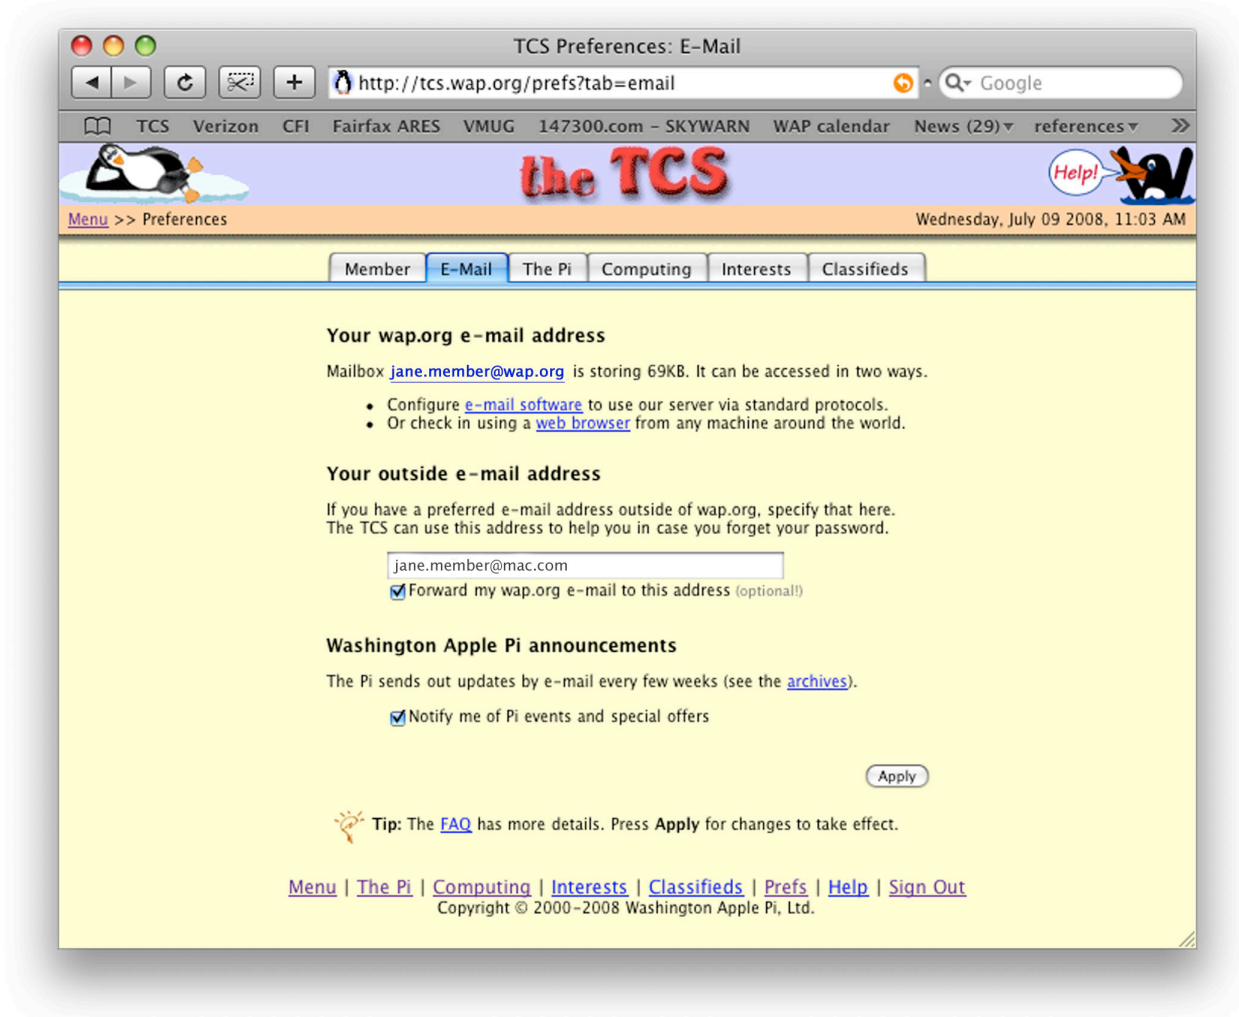 TCS Preferences: E-Mail
http://tcs.wap.org/prefs?tab=email
Google
TCS Verizon CFI Fairfax ARES VMUG 147300.com - SKYWARN WAP calendar News (29)▾ references▾ »
the TCS
Help!
Menu >> Preferences
Wednesday, July 09 2008, 11:03 AM
Member E-Mail The Pi Computing Interests Classifieds
Your wap.org e-mail address
Mailbox jane.member@wap.org is storing 69KB. It can be accessed in two ways.
• Configure e-mail software to use our server via standard protocols.
• Or check in using a web browser from any machine around the world.
Your outside e-mail address
If you have a preferred e-mail address outside of wap.org, specify that here.
The TCS can use this address to help you in case you forget your password.
jane.member@mac.com
Forward my wap.org e-mail to this address (optional!)
Washington Apple Pi announcements
The Pi sends out updates by e-mail every few weeks (see the archives).
Notify me of Pi events and special offers
Apply
Tip: The FAQ has more details. Press Apply for changes to take effect.
Menu | The Pi | Computing | Interests | Classifieds | Prefs | Help | Sign Out
Copyright © 2000-2008 Washington Apple Pi, Ltd.